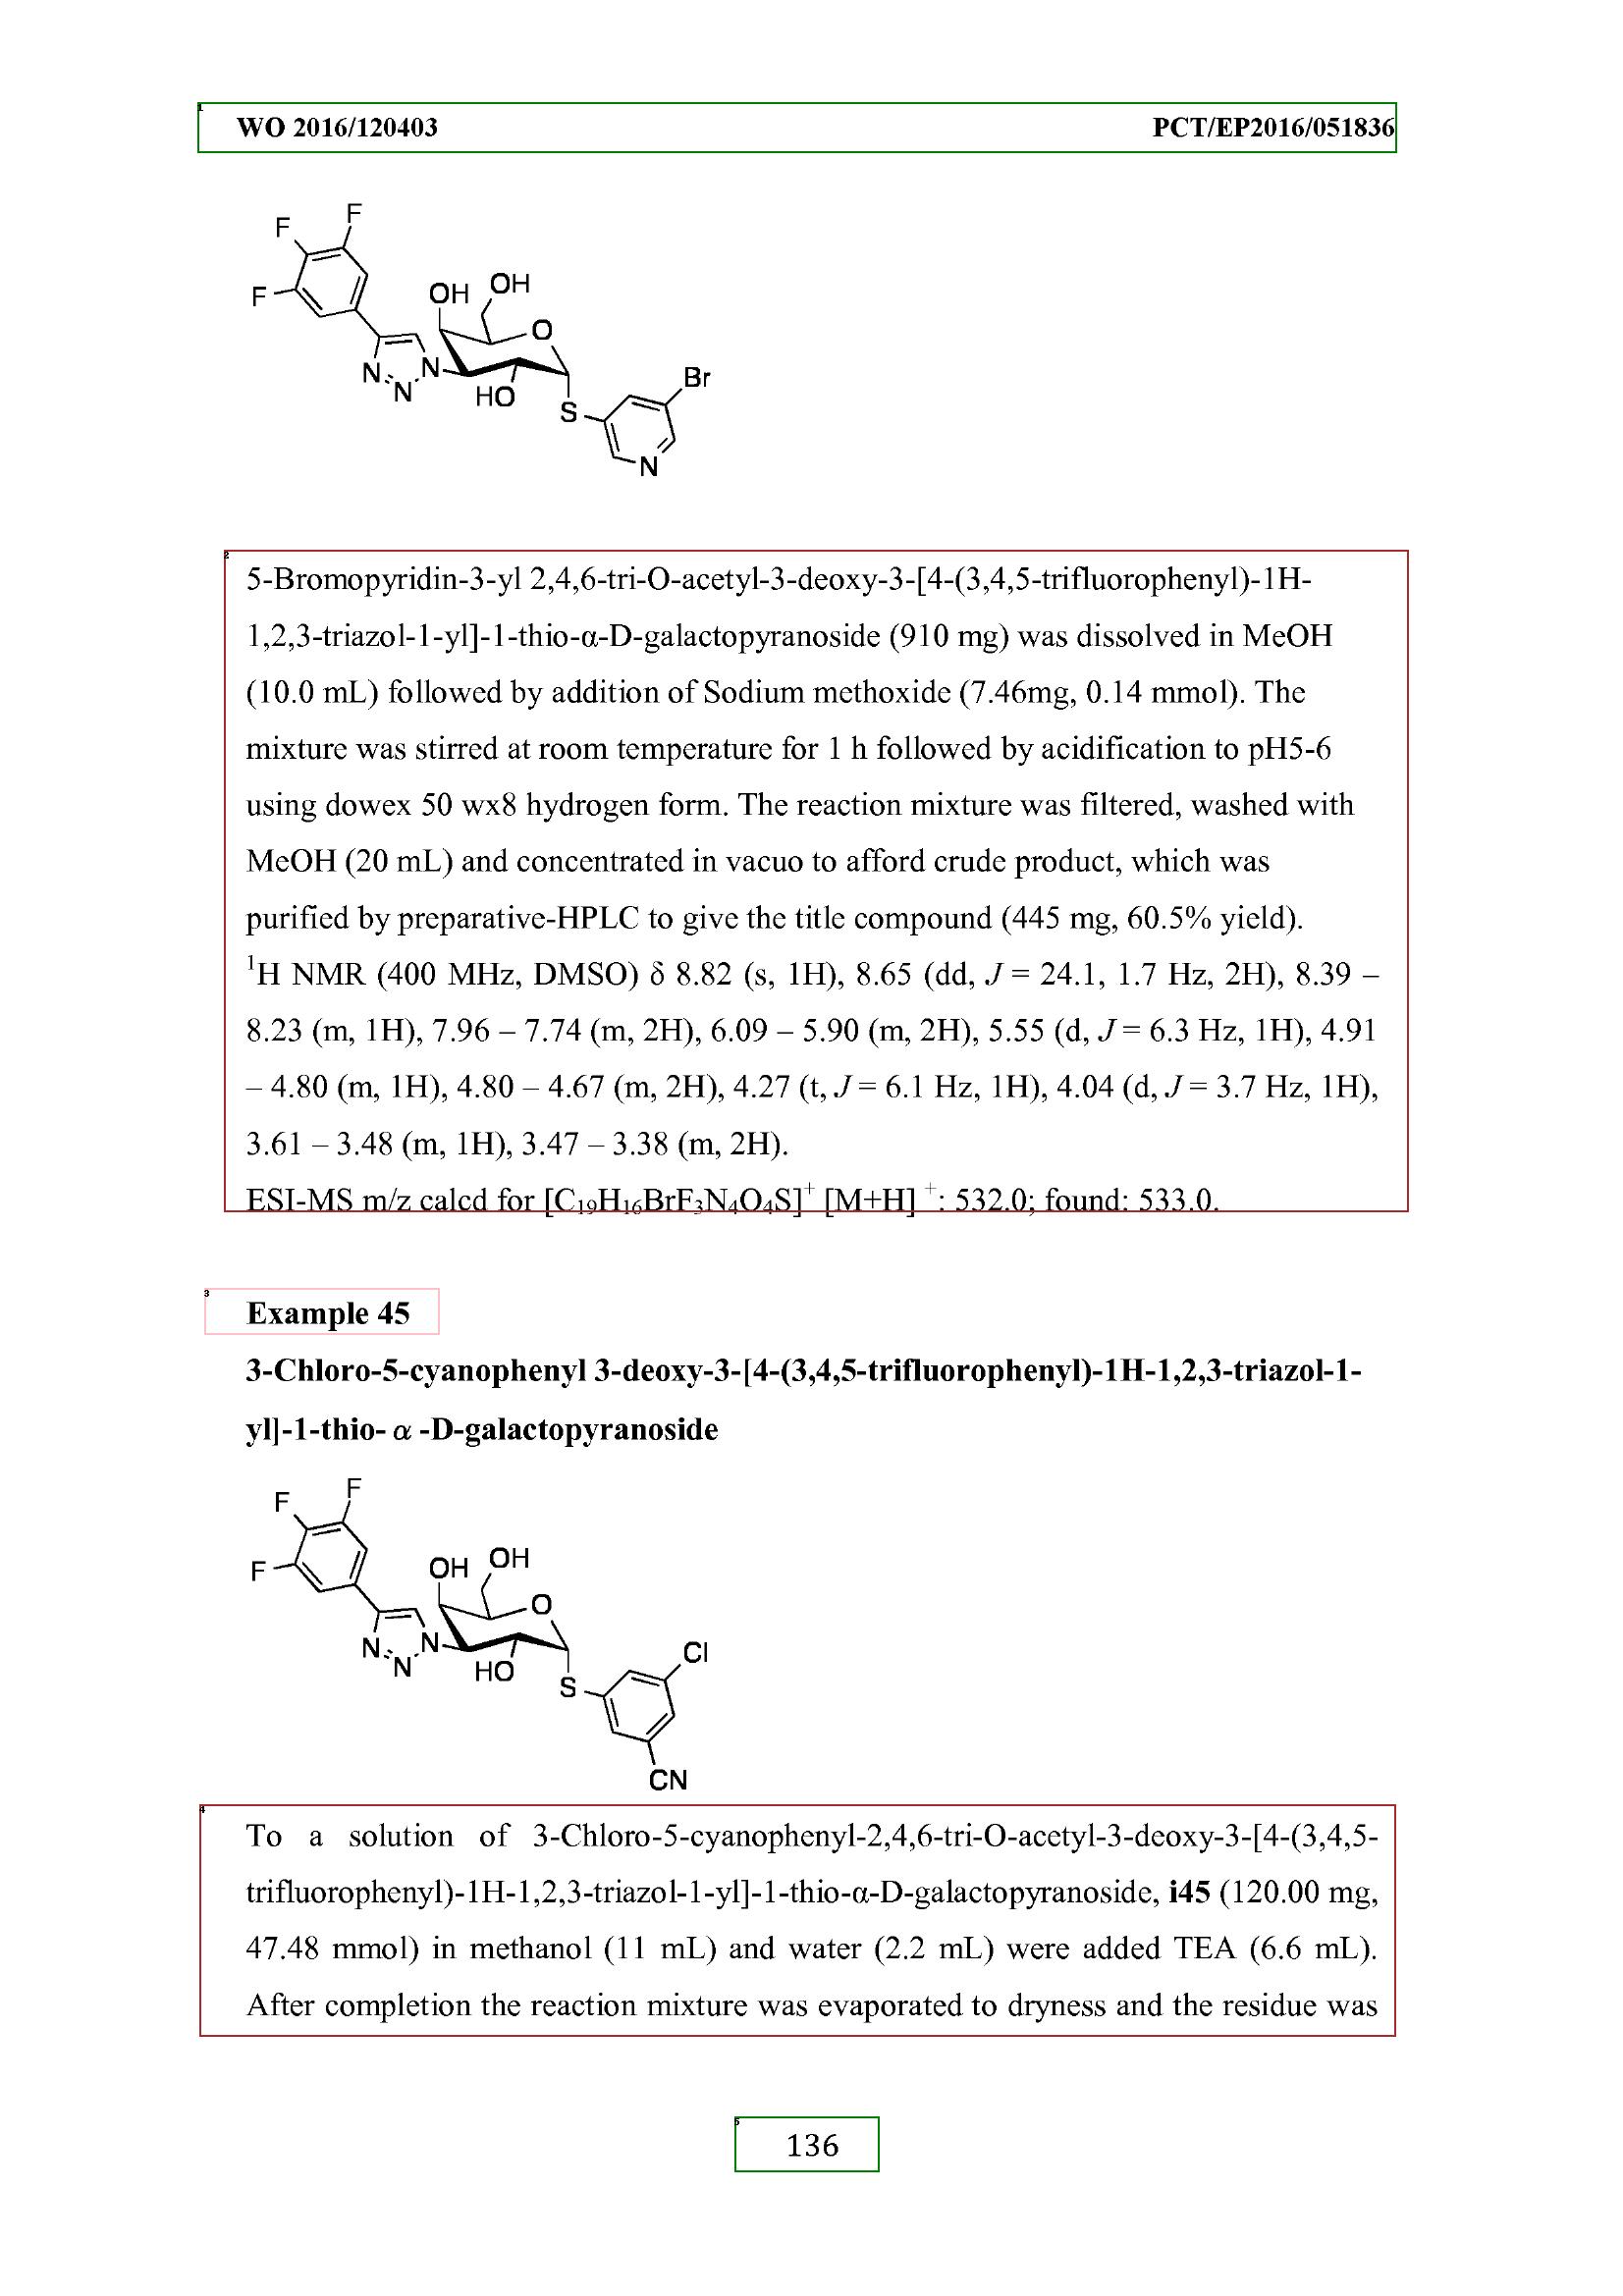 WO 2016/120403 PCT/EP2016/051836
F
F
F
OH
OH
O
N
N
N
HO
S
Br
N
5-Bromopyridin-3-yl 2,4,6-tri-O-acetyl-3-deoxy-3-[4-(3,4,5-trifluorophenyl)-1H-
1,2,3-triazol-1-yl]-1-thio-α-D-galactopyranoside (910 mg) was dissolved in MeOH
(10.0 mL) followed by addition of Sodium methoxide (7.46mg, 0.14 mmol). The
mixture was stirred at room temperature for 1 h followed by acidification to pH5-6
using dowex 50 wx8 hydrogen form. The reaction mixture was filtered, washed with
MeOH (20 mL) and concentrated in vacuo to afford crude product, which was
purified by preparative-HPLC to give the title compound (445 mg, 60.5% yield).
¹H NMR (400 MHz, DMSO) δ 8.82 (s, 1H), 8.65 (dd, J = 24.1, 1.7 Hz, 2H), 8.39 –
8.23 (m, 1H), 7.96 – 7.74 (m, 2H), 6.09 – 5.90 (m, 2H), 5.55 (d, J = 6.3 Hz, 1H), 4.91
– 4.80 (m, 1H), 4.80 – 4.67 (m, 2H), 4.27 (t, J = 6.1 Hz, 1H), 4.04 (d, J = 3.7 Hz, 1H),
3.61 – 3.48 (m, 1H), 3.47 – 3.38 (m, 2H).
ESI-MS m/z calcd for [C₁₉H₁₆BrF₃N₄O₄S]⁺ [M+H] ⁺: 532.0; found: 533.0.
Example 45
3-Chloro-5-cyanophenyl 3-deoxy-3-[4-(3,4,5-trifluorophenyl)-1H-1,2,3-triazol-1-
yl]-1-thio- α -D-galactopyranoside
F
F
F
OH
OH
O
N
N
N
HO
S
Cl
CN
To a solution of 3-Chloro-5-cyanophenyl-2,4,6-tri-O-acetyl-3-deoxy-3-[4-(3,4,5-
trifluorophenyl)-1H-1,2,3-triazol-1-yl]-1-thio-α-D-galactopyranoside, i45 (120.00 mg,
47.48 mmol) in methanol (11 mL) and water (2.2 mL) were added TEA (6.6 mL).
After completion the reaction mixture was evaporated to dryness and the residue was
136